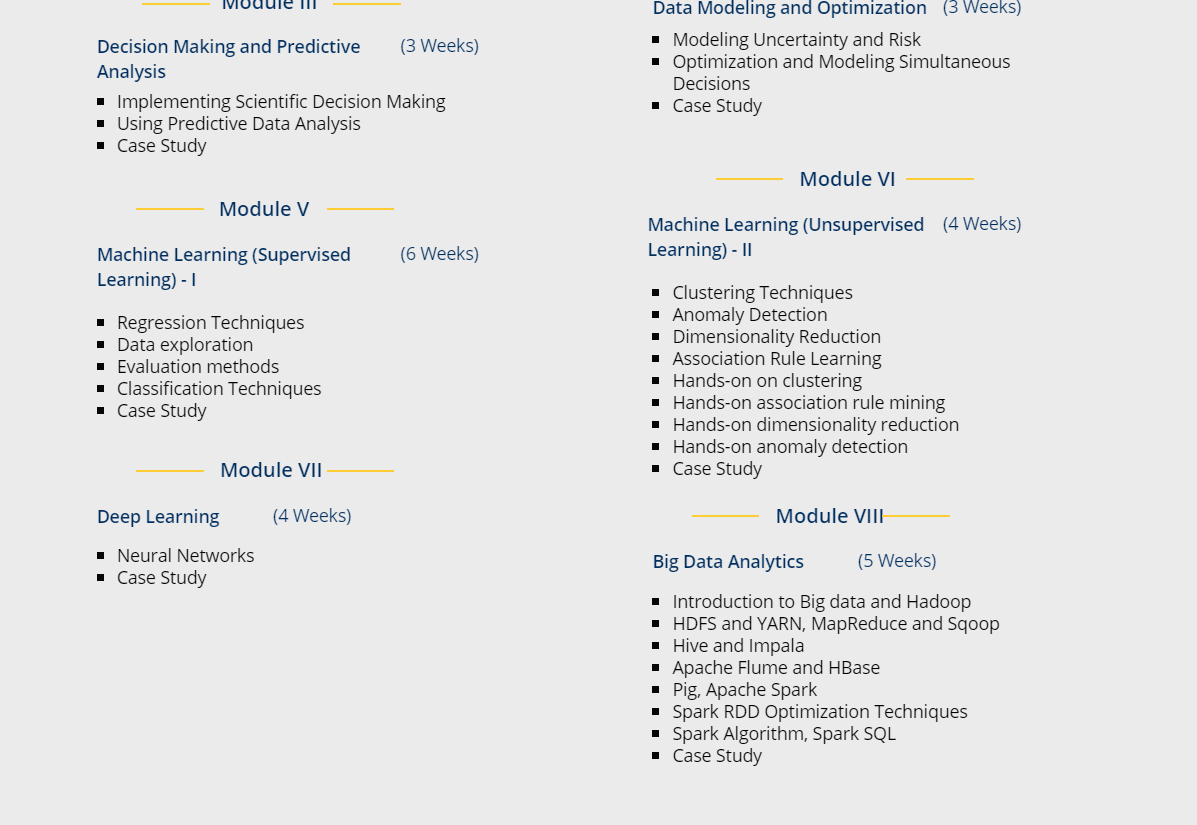 Module III
Decision Making and Predictive (3 Weeks)
Analysis
Implementing Scientific Decision Making
Using Predictive Data Analysis
Case Study
Data Modeling and Optimization (3 Weeks)
Modeling Uncertainty and Risk
Optimization and Modeling Simultaneous
Decisions
Case Study
Module V
Machine Learning (Supervised (6 Weeks)
Learning) - I
Regression Techniques
Data exploration
Evaluation methods
Classification Techniques
Case Study
Module VI
Machine Learning (Unsupervised (4 Weeks)
Learning) - II
Clustering Techniques
Anomaly Detection
Dimensionality Reduction
Association Rule Learning
Hands-on on clustering
Hands-on association rule mining
Hands-on dimensionality reduction
Hands-on anomaly detection
Case Study
Module VII
Deep Learning (4 Weeks)
Neural Networks
Case Study
Module VIII
Big Data Analytics (5 Weeks)
Introduction to Big data and Hadoop
HDFS and YARN, MapReduce and Sqoop
Hive and Impala
Apache Flume and HBase
Pig, Apache Spark
Spark RDD Optimization Techniques
Spark Algorithm, Spark SQL
Case Study